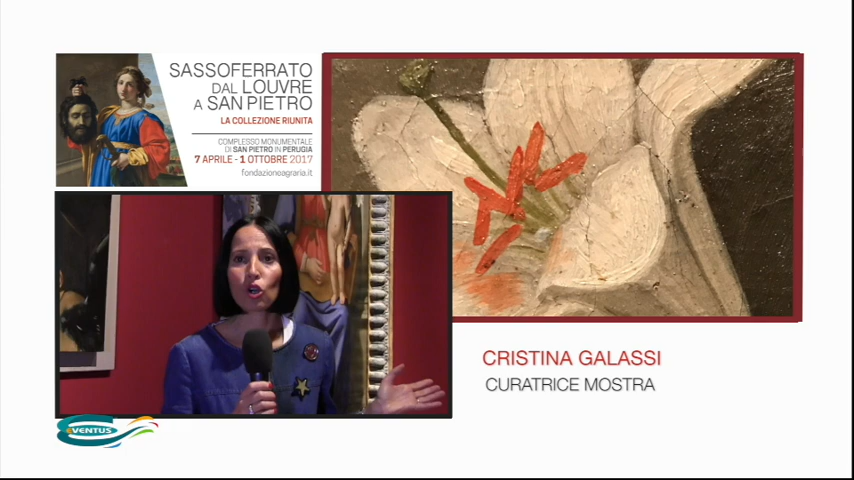 SASSOFERRATO
DAL LOUVRE
A SAN PIETRO
LA COLLEZIONE RIUNITA
COMPLESSO MONUMENTALE
DI SAN PIETRO IN PERUGIA
7 APRILE - 1 OTTOBRE 2017
fondazioneagraria.it
CRISTINA GALASSI
CURATRICE MOSTRA
eVENTUS